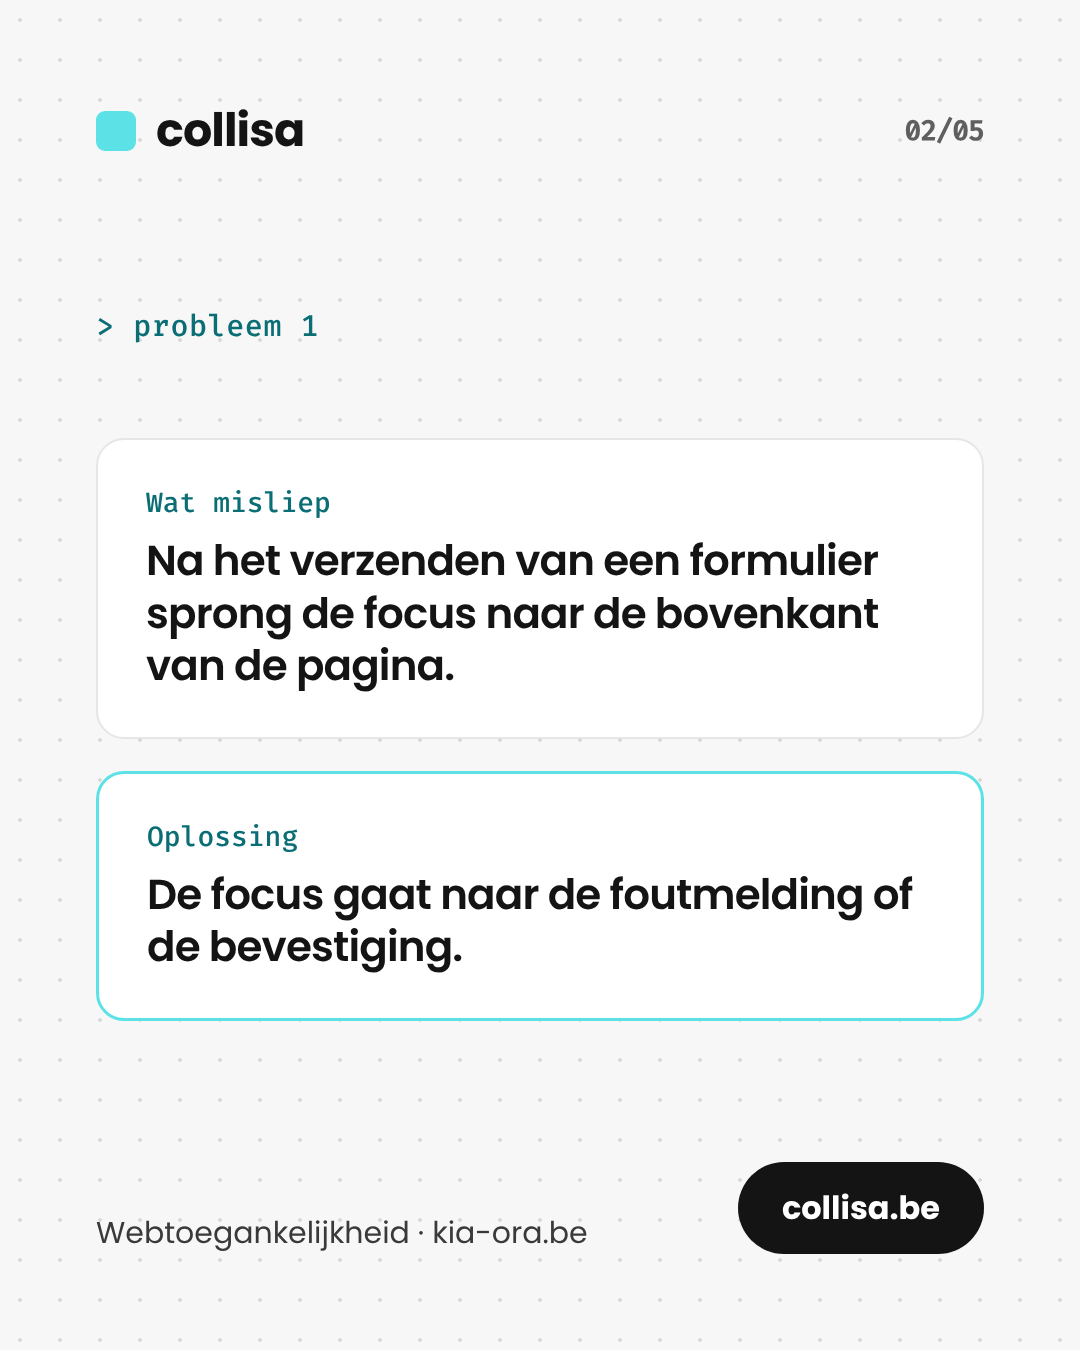 collisa
02/05
> probleem 1
Wat misliep
Na het verzenden van een formulier
sprong de focus naar de bovenkant
van de pagina.
Oplossing
De focus gaat naar de foutmelding of
de bevestiging.
Webtoegankelijkheid · kia-ora.be
collisa.be